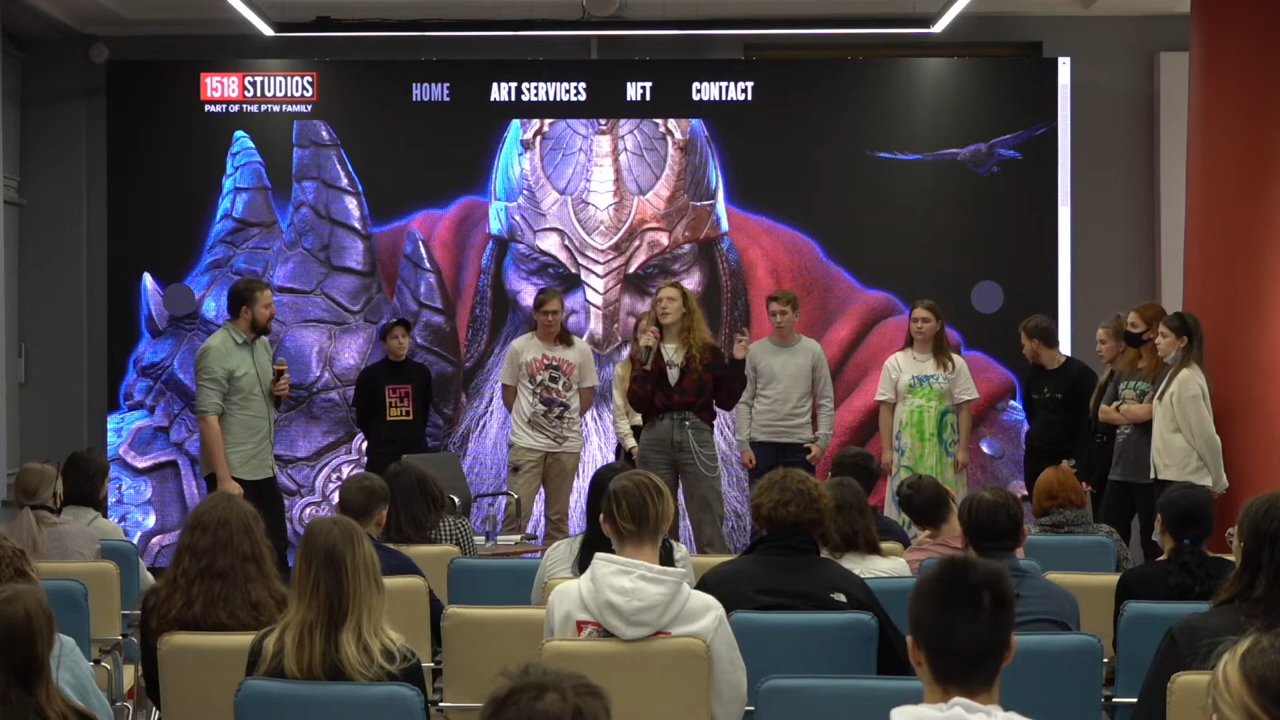 1518 STUDIOS
PART OF THE PTW FAMILY
HOME ART SERVICES NFT CONTACT
LIT
TLE
BIT